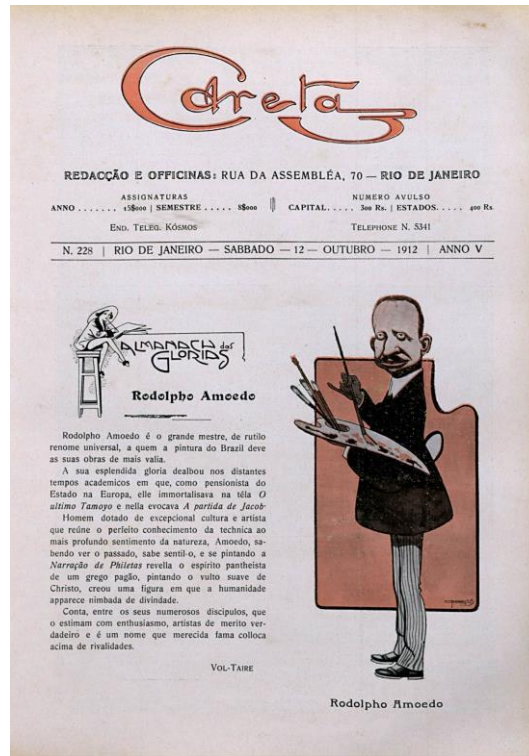 Careta
REDACÇÃO E OFFICINAS: RUA DA ASSEMBLÉA, 70 — RIO DE JANEIRO
ASSIGNATURAS
ANNO ....... 15$000 | SEMESTRE ..... 8$000
END. TELEG. KÓSMOS
NUMERO AVULSO
CAPITAL..... 300 Rs. | ESTADOS..... 400 Rs.
TELEPHONE N. 5341
N. 228 | RIO DE JANEIRO — SABBADO — 12 — OUTUBRO — 1912 | ANNO V
ALMANACH das
GLORIAS
Rodolpho Amoedo
Rodolpho Amoedo é o grande mestre, de rutilo
renome universal, a quem a pintura do Brazil deve
as suas obras de mais valia.
A sua esplendida gloria dealbou nos distantes
tempos academicos em que, como pensionista do
Estado na Europa, elle immortalisava na téla O
ultimo Tamoyo e nella evocava A partida de Jacob-
Homem dotado de excepcional cultura e artista
que reúne o perfeito conhecimento da technica ao
mais profundo sentimento da natureza, Amoedo, sa-
bendo ver o passado, sabe sentil-o, e se pintando a
Narração de Philetas revella o espirito pantheista
de um grego pagão, pintando o vulto suave de
Christo, creou uma figura em que a humanidade
apparece nimbada de divindade.
Conta, entre os seus numerosos discipulos, que
o estimam com enthusiasmo, artistas de merito ver-
dadeiro e é um nome que merecida fama colloca
acima de rivalidades.
VOL-TAIRE
Rodolpho Amoedo